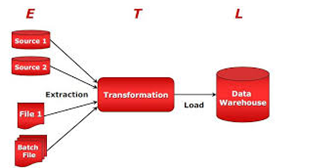 E T L
Source 1
Source 2
Extraction
Transformation
Load
Data
Warehouse
File 1
Batch
File